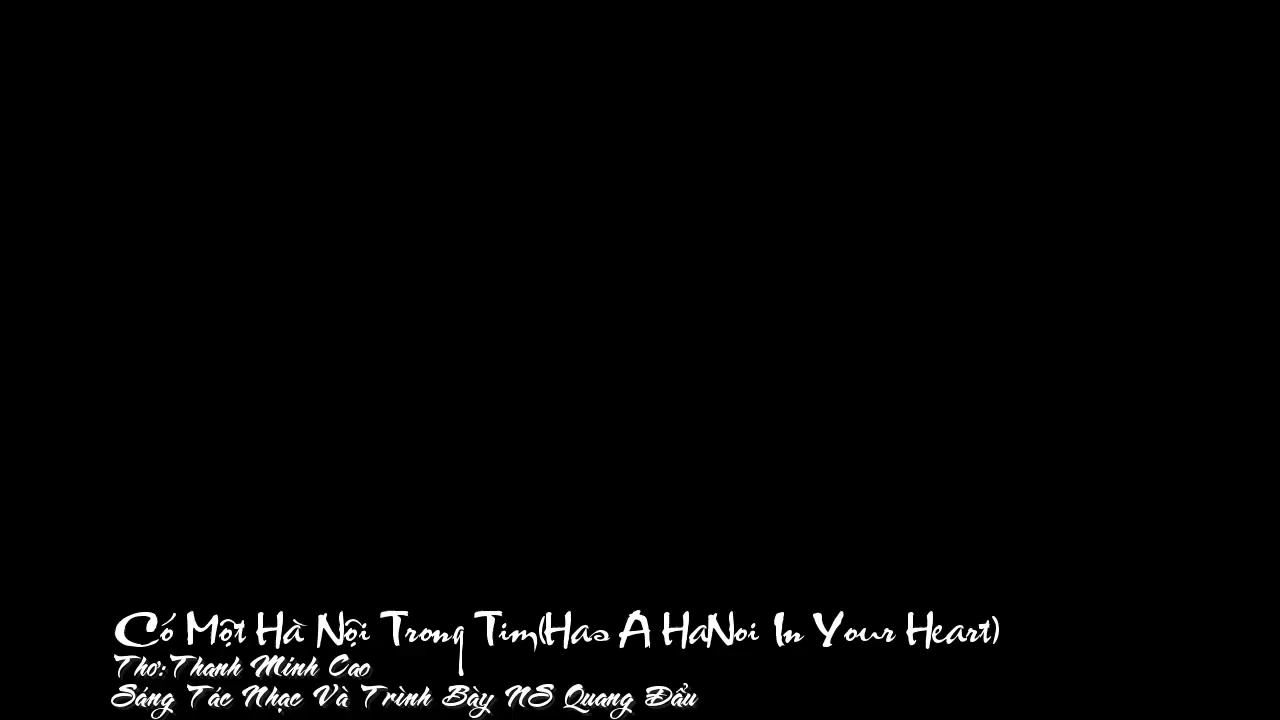 Có Một Hà Nội Trong Tim(Has A HaNoi In Your Heart)
Thơ:Thanh Minh Cao
Sáng Tác Nhạc Và Trình Bày NS Quang Đẩu